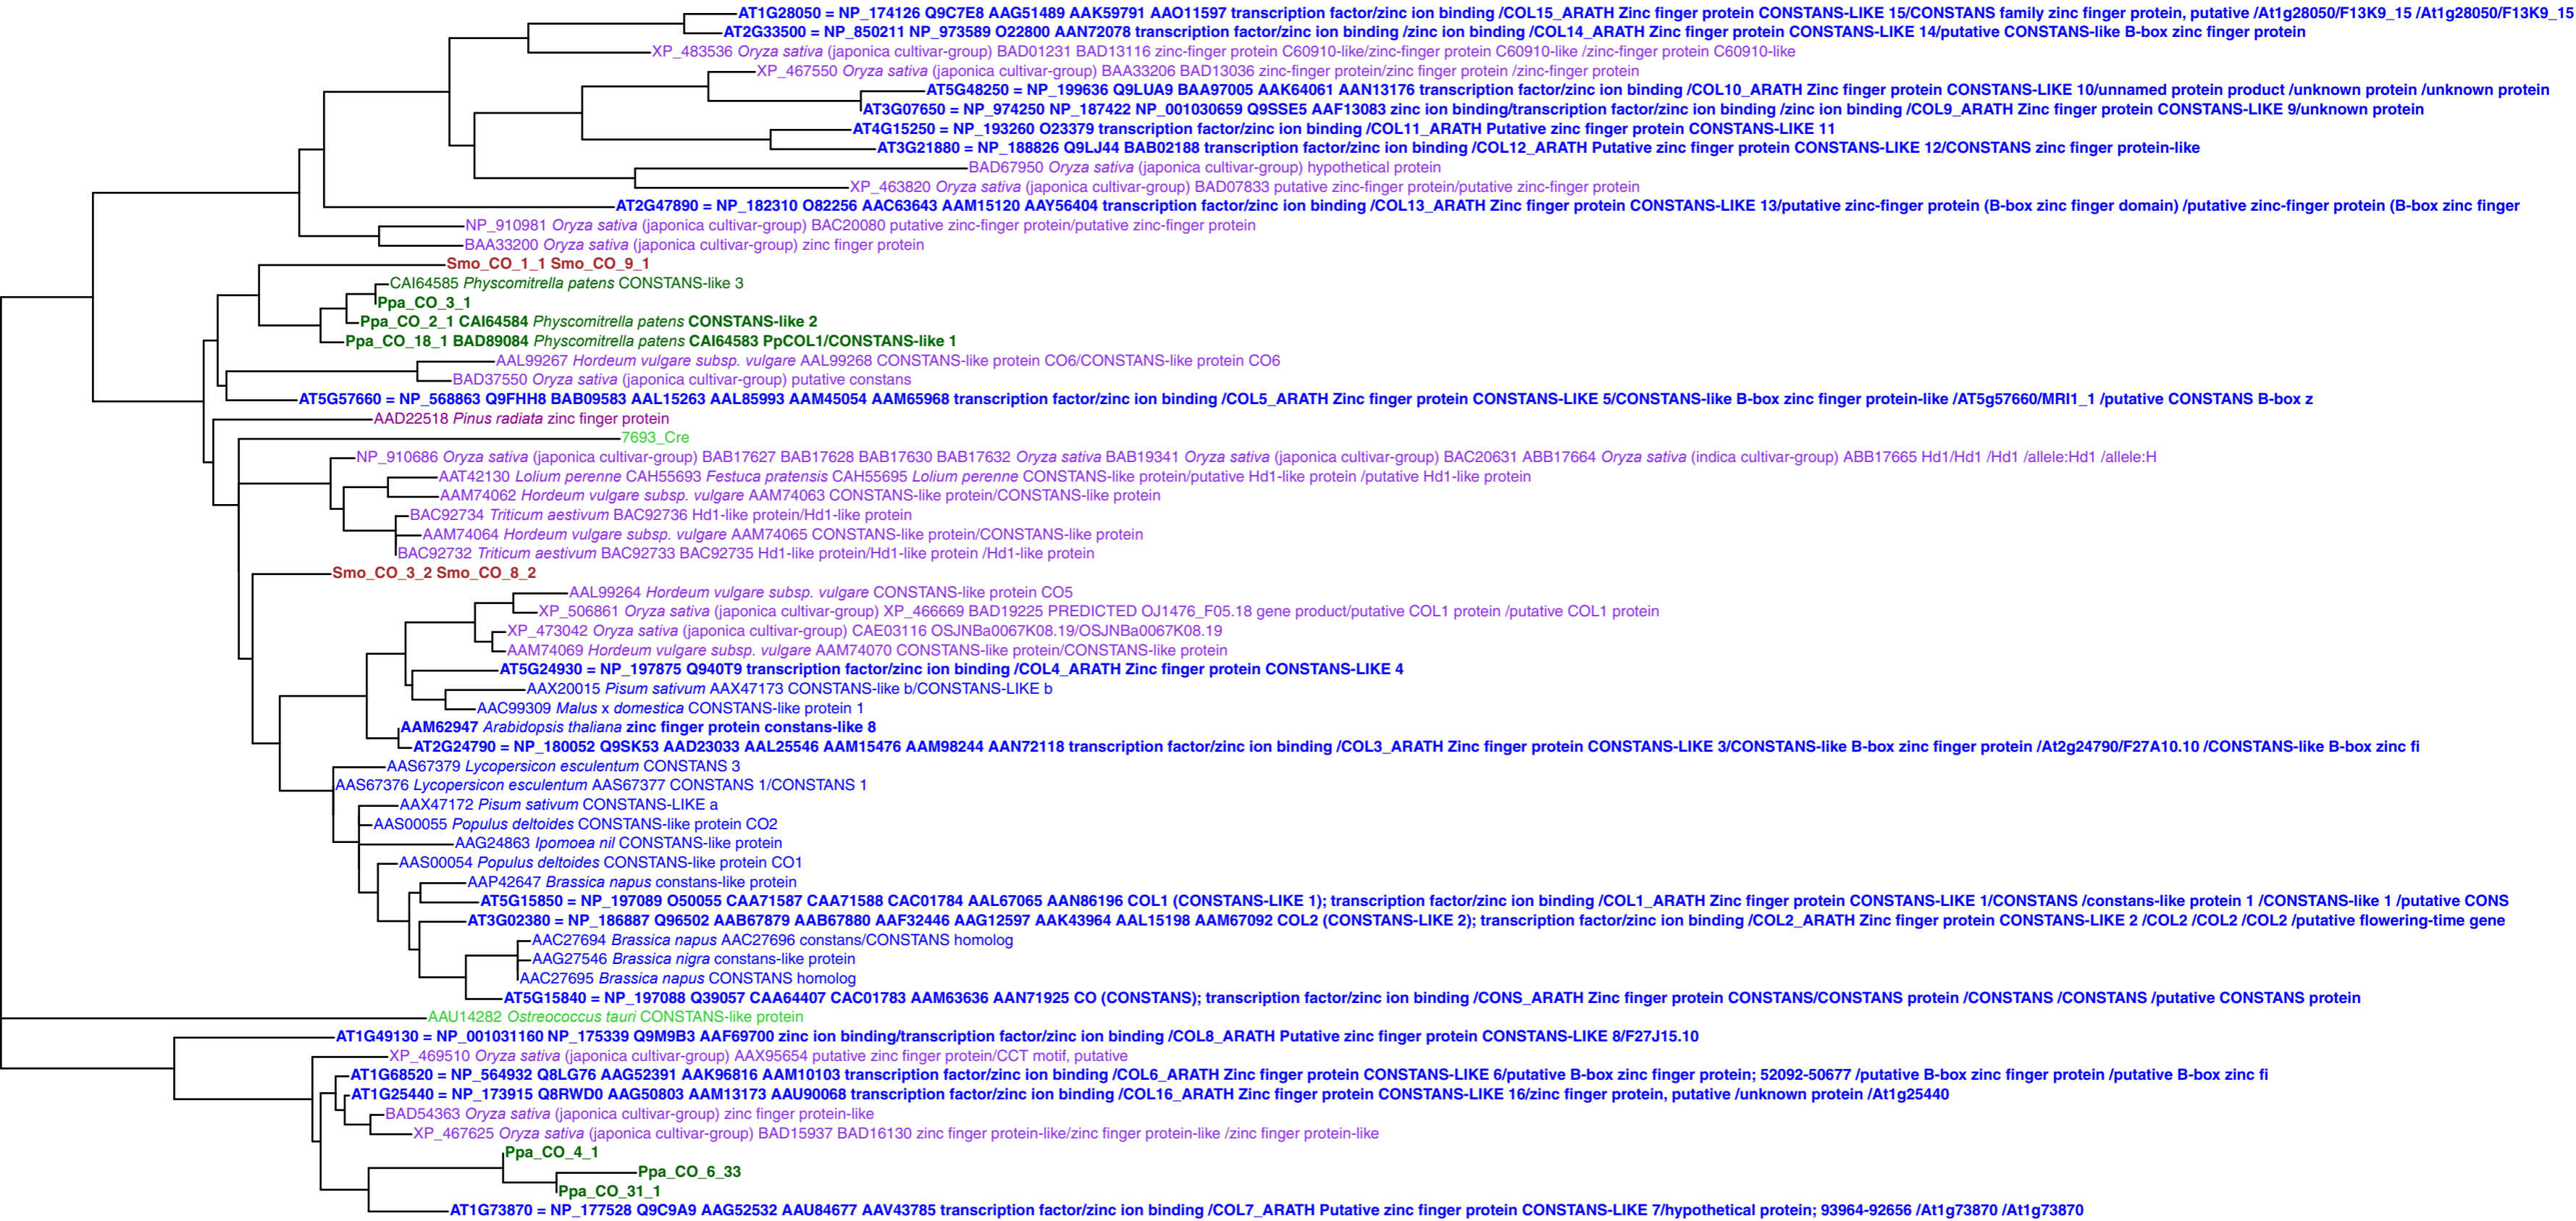 AT1G28050 = NP_174126 Q9C7E8 AAG51489 AAK59791 AAO11597 transcription factor/zinc ion binding /COL15_ARATH Zinc finger protein CONSTANS-LIKE 15/CONSTANS family zinc finger protein, putative /At1g28050/F13K9_15 /At1g28050/F13K9_15
AT2G33500 = NP_850211 NP_973589 O22800 AAN72078 transcription factor/zinc ion binding /zinc ion binding /COL14_ARATH Zinc finger protein CONSTANS-LIKE 14/putative CONSTANS-like B-box zinc finger protein
XP_483536 Oryza sativa (japonica cultivar-group) BAD01231 BAD13116 zinc-finger protein C60910-like/zinc-finger protein C60910-like /zinc-finger protein C60910-like
XP_467550 Oryza sativa (japonica cultivar-group) BAA33206 BAD13036 zinc-finger protein/zinc finger protein /zinc-finger protein
AT5G48250 = NP_199636 Q9LUA9 BAA97005 AAK64061 AAN13176 transcription factor/zinc ion binding /COL10_ARATH Zinc finger protein CONSTANS-LIKE 10/unnamed protein product /unknown protein /unknown protein
AT3G07650 = NP_974250 NP_187422 NP_001030659 Q9SSE5 AAF13083 zinc ion binding/transcription factor/zinc ion binding /zinc ion binding /COL9_ARATH Zinc finger protein CONSTANS-LIKE 9/unknown protein
AT4G15250 = NP_193260 O23379 transcription factor/zinc ion binding /COL11_ARATH Putative zinc finger protein CONSTANS-LIKE 11
AT3G21880 = NP_188826 Q9LJ44 BAB02188 transcription factor/zinc ion binding /COL12_ARATH Putative zinc finger protein CONSTANS-LIKE 12/CONSTANS zinc finger protein-like
BAD67950 Oryza sativa (japonica cultivar-group) hypothetical protein
XP_463820 Oryza sativa (japonica cultivar-group) BAD07833 putative zinc-finger protein/putative zinc-finger protein
AT2G47890 = NP_182310 O82256 AAC63643 AAM15120 AAY56404 transcription factor/zinc ion binding /COL13_ARATH Zinc finger protein CONSTANS-LIKE 13/putative zinc-finger protein (B-box zinc finger domain) /putative zinc-finger protein (B-box zinc finger
NP_910981 Oryza sativa (japonica cultivar-group) BAC20080 putative zinc-finger protein/putative zinc-finger protein
BAA33200 Oryza sativa (japonica cultivar-group) zinc finger protein
Smo_CO_1_1 Smo_CO_9_1
CAI64585 Physcomitrella patens CONSTANS-like 3
Ppa_CO_3_1
Ppa_CO_2_1 CAI64584 Physcomitrella patens CONSTANS-like 2
Ppa_CO_18_1 BAD89084 Physcomitrella patens CAI64583 PpCOL1/CONSTANS-like 1
AAL99267 Hordeum vulgare subsp. vulgare AAL99268 CONSTANS-like protein CO6/CONSTANS-like protein CO6
BAD37550 Oryza sativa (japonica cultivar-group) putative constans
AT5G57660 = NP_568863 Q9FHH8 BAB09583 AAL15263 AAL85993 AAM45054 AAM65968 transcription factor/zinc ion binding /COL5_ARATH Zinc finger protein CONSTANS-LIKE 5/CONSTANS-like B-box zinc finger protein-like /AT5g57660/MRI1_1 /putative CONSTANS B-box z
AAD22518 Pinus radiata zinc finger protein
7693_Cre
NP_910686 Oryza sativa (japonica cultivar-group) BAB17627 BAB17628 BAB17630 BAB17632 Oryza sativa BAB19341 Oryza sativa (japonica cultivar-group) BAC20631 ABB17664 Oryza sativa (indica cultivar-group) ABB17665 Hd1/Hd1 /Hd1 /allele:Hd1 /allele:H
AAT42130 Lolium perenne CAH55693 Festuca pratensis CAH55695 Lolium perenne CONSTANS-like protein/putative Hd1-like protein /putative Hd1-like protein
AAM74062 Hordeum vulgare subsp. vulgare AAM74063 CONSTANS-like protein/CONSTANS-like protein
BAC92734 Triticum aestivum BAC92736 Hd1-like protein/Hd1-like protein
AAM74064 Hordeum vulgare subsp. vulgare AAM74065 CONSTANS-like protein/CONSTANS-like protein
BAC92732 Triticum aestivum BAC92733 BAC92735 Hd1-like protein/Hd1-like protein /Hd1-like protein
Smo_CO_3_2 Smo_CO_8_2
AAL99264 Hordeum vulgare subsp. vulgare CONSTANS-like protein CO5
XP_506861 Oryza sativa (japonica cultivar-group) XP_466669 BAD19225 PREDICTED OJ1476_F05.18 gene product/putative COL1 protein /putative COL1 protein
XP_473042 Oryza sativa (japonica cultivar-group) CAE03116 OSJNBa0067K08.19/OSJNBa0067K08.19
AAM74069 Hordeum vulgare subsp. vulgare AAM74070 CONSTANS-like protein/CONSTANS-like protein
AT5G24930 = NP_197875 Q940T9 transcription factor/zinc ion binding /COL4_ARATH Zinc finger protein CONSTANS-LIKE 4
AAX20015 Pisum sativum AAX47173 CONSTANS-like b/CONSTANS-LIKE b
AAC99309 Malus x domestica CONSTANS-like protein 1
AAM62947 Arabidopsis thaliana zinc finger protein constans-like 8
AT2G24790 = NP_180052 Q9SK53 AAD23033 AAL25546 AAM15476 AAM98244 AAN72118 transcription factor/zinc ion binding /COL3_ARATH Zinc finger protein CONSTANS-LIKE 3/CONSTANS-like B-box zinc finger protein /At2g24790/F27A10.10 /CONSTANS-like B-box zinc fi
AAS67379 Lycopersicon esculentum CONSTANS 3
AAS67376 Lycopersicon esculentum AAS67377 CONSTANS 1/CONSTANS 1
AAX47172 Pisum sativum CONSTANS-LIKE a
AAS00055 Populus deltoides CONSTANS-like protein CO2
AAG24863 Ipomoea nil CONSTANS-like protein
AAS00054 Populus deltoides CONSTANS-like protein CO1
AAP42647 Brassica napus constans-like protein
AT5G15850 = NP_197089 O50055 CAA71587 CAA71588 CAC01784 AAL67065 AAN86196 COL1 (CONSTANS-LIKE 1); transcription factor/zinc ion binding /COL1_ARATH Zinc finger protein CONSTANS-LIKE 1/CONSTANS /constans-like protein 1 /CONSTANS-like 1 /putative CONS
AT3G02380 = NP_186887 Q96502 AAB67879 AAB67880 AAF32446 AAG12597 AAK43964 AAL15198 AAM67092 COL2 (CONSTANS-LIKE 2); transcription factor/zinc ion binding /COL2_ARATH Zinc finger protein CONSTANS-LIKE 2 /COL2 /COL2 /COL2 /putative flowering-time gene
AAC27694 Brassica napus AAC27696 constans/CONSTANS homolog
AAG27546 Brassica nigra constans-like protein
AAC27695 Brassica napus CONSTANS homolog
AT5G15840 = NP_197088 Q39057 CAA64407 CAC01783 AAM63636 AAN71925 CO (CONSTANS); transcription factor/zinc ion binding /CONS_ARATH Zinc finger protein CONSTANS/CONSTANS protein /CONSTANS /CONSTANS /putative CONSTANS protein
AAU14282 Ostreococcus tauri CONSTANS-like protein
AT1G49130 = NP_001031160 NP_175339 Q9M9B3 AAF69700 zinc ion binding/transcription factor/zinc ion binding /COL8_ARATH Putative zinc finger protein CONSTANS-LIKE 8/F27J15.10
XP_469510 Oryza sativa (japonica cultivar-group) AAX95654 putative zinc finger protein/CCT motif, putative
AT1G68520 = NP_564932 Q8LG76 AAG52391 AAK96816 AAM10103 transcription factor/zinc ion binding /COL6_ARATH Zinc finger protein CONSTANS-LIKE 6/putative B-box zinc finger protein; 52092-50677 /putative B-box zinc finger protein /putative B-box zinc fi
AT1G25440 = NP_173915 Q8RWD0 AAG50803 AAM13173 AAU90068 transcription factor/zinc ion binding /COL16_ARATH Zinc finger protein CONSTANS-LIKE 16/zinc finger protein, putative /unknown protein /At1g25440
BAD54363 Oryza sativa (japonica cultivar-group) zinc finger protein-like
XP_467625 Oryza sativa (japonica cultivar-group) BAD15937 BAD16130 zinc finger protein-like/zinc finger protein-like /zinc finger protein-like
Ppa_CO_4_1
Ppa_CO_6_33
Ppa_CO_31_1
AT1G73870 = NP_177528 Q9C9A9 AAG52532 AAU84677 AAV43785 transcription factor/zinc ion binding /COL7_ARATH Putative zinc finger protein CONSTANS-LIKE 7/hypothetical protein; 93964-92656 /At1g73870 /At1g73870